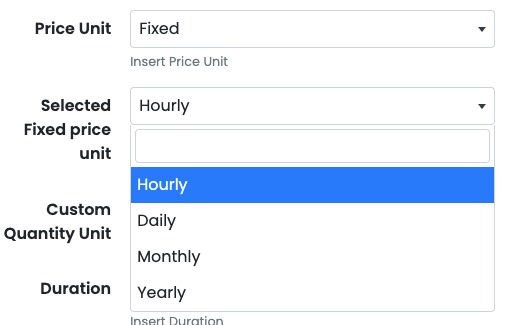 Price Unit
Fixed
Insert Price Unit
Selected
Fixed price
unit
Hourly
Hourly
Daily
Monthly
Yearly
Custom
Quantity Unit
Duration
Insert Duration